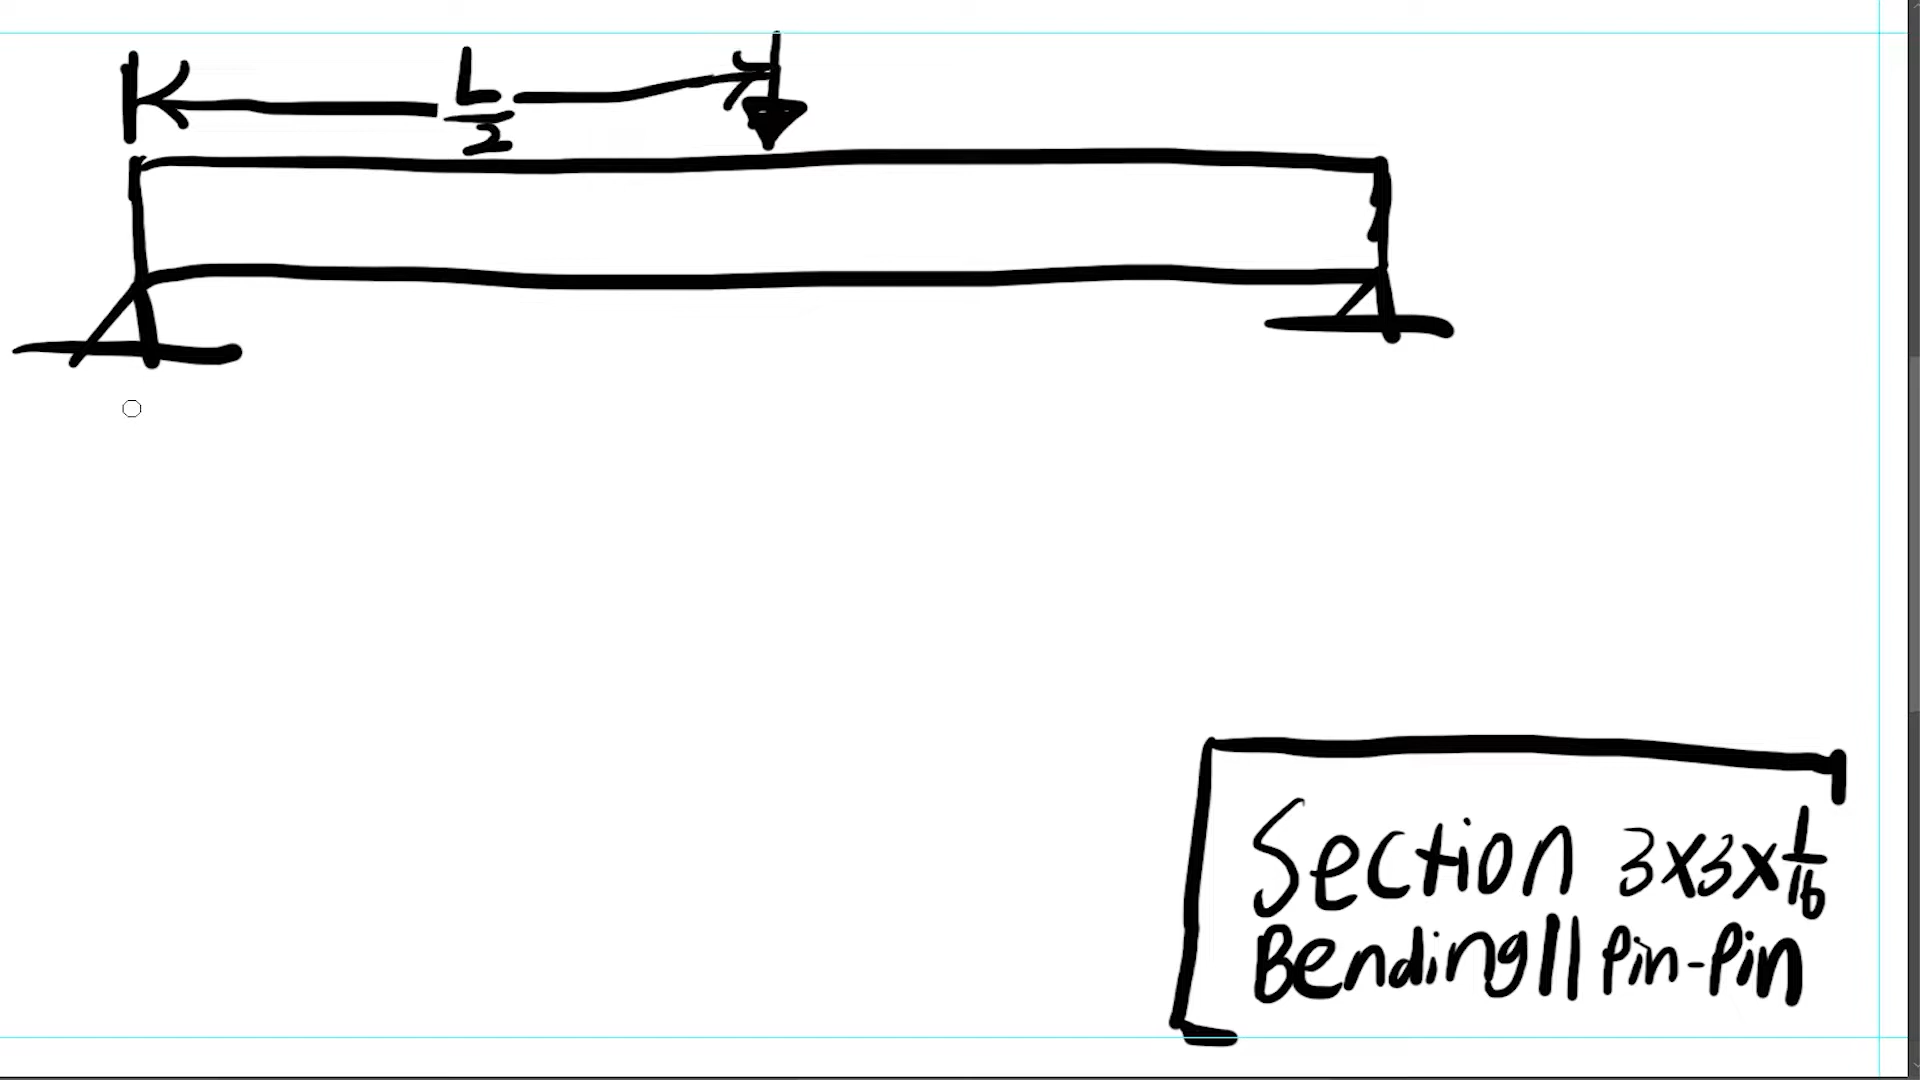 L/2
Section 3x3x1/16
Bending || Pin-Pin